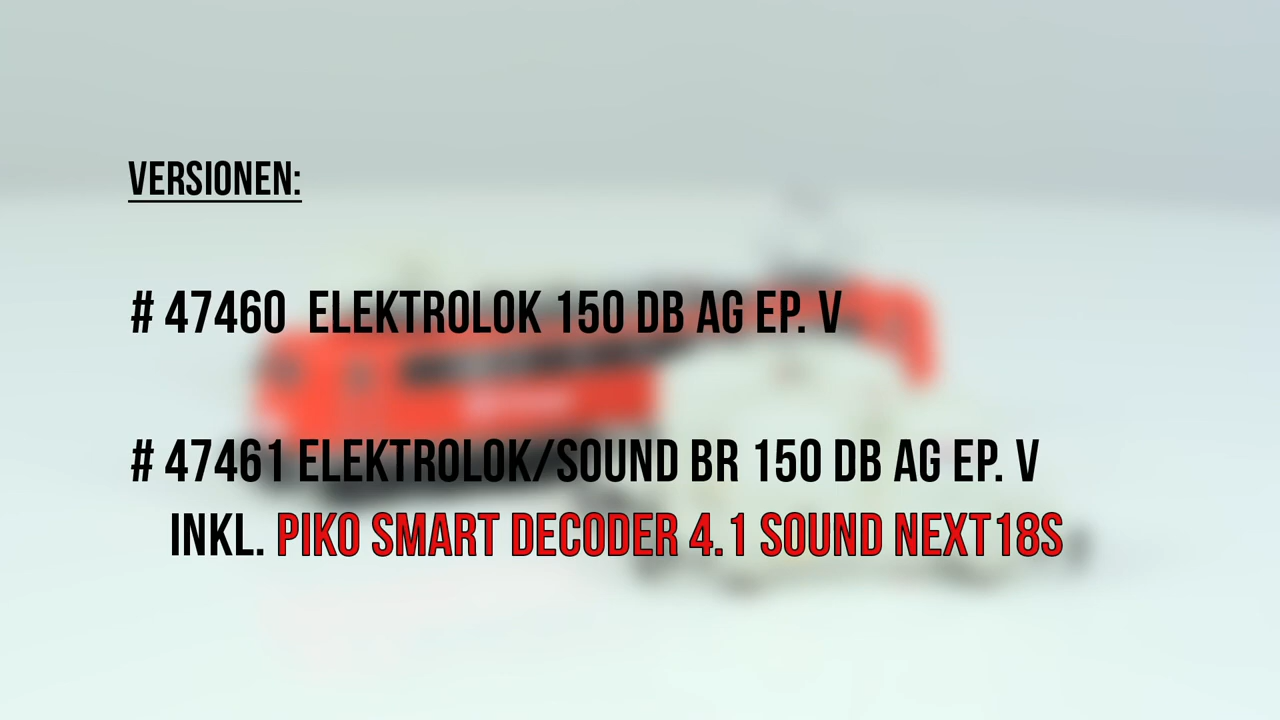 VERSIONEN:
# 47460 ELEKTROLOK 150 DB AG EP. V
# 47461 ELEKTROLOK/SOUND BR 150 DB AG EP. V
INKL. PIKO SMART DECODER 4.1 SOUND NEXT18S